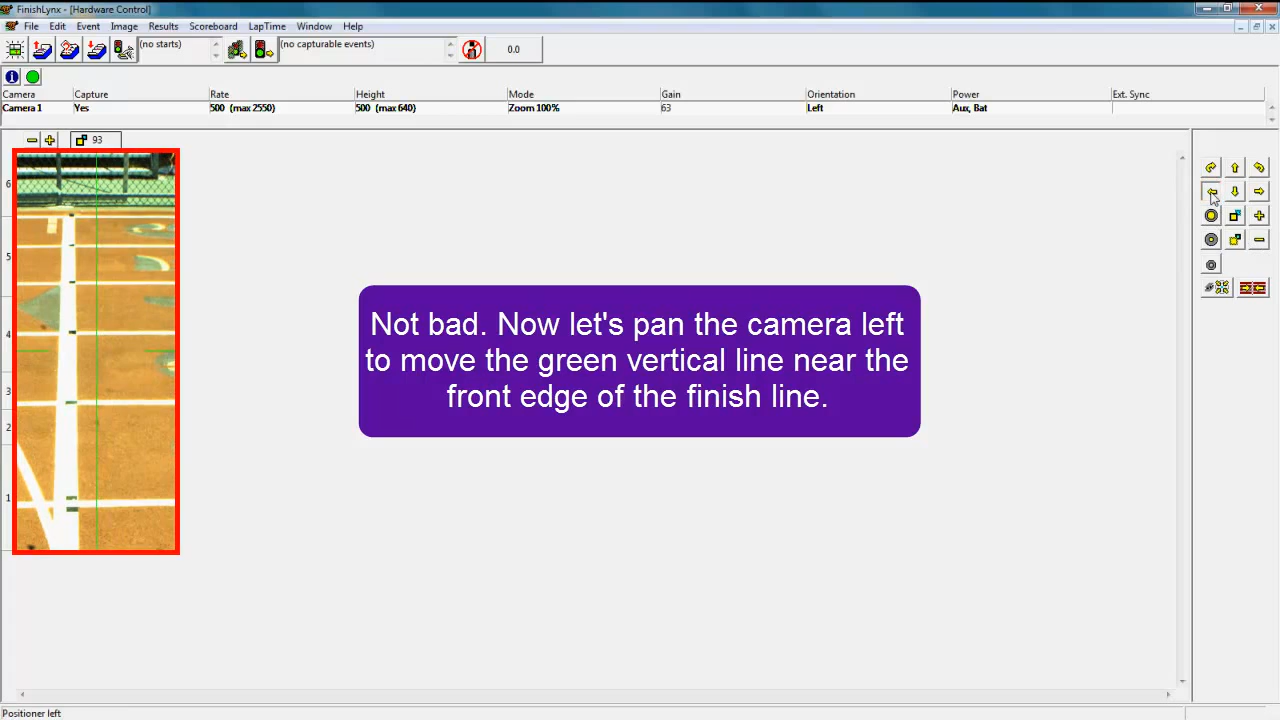 FinishLynx - [Hardware Control]
File Edit Event Image Results Scoreboard LapTime Window Help
(no starts) (no capturable events) 0.0
Camera Capture Rate Height Mode Gain Orientation Power Ext. Sync
Camera 1 Yes 500 (max 2550) 500 (max 640) Zoom 100% 63 Left Aux, Bat
93
6
5
4
3
2
1
Not bad. Now let's pan the camera left
to move the green vertical line near the
front edge of the finish line.
Positioner left